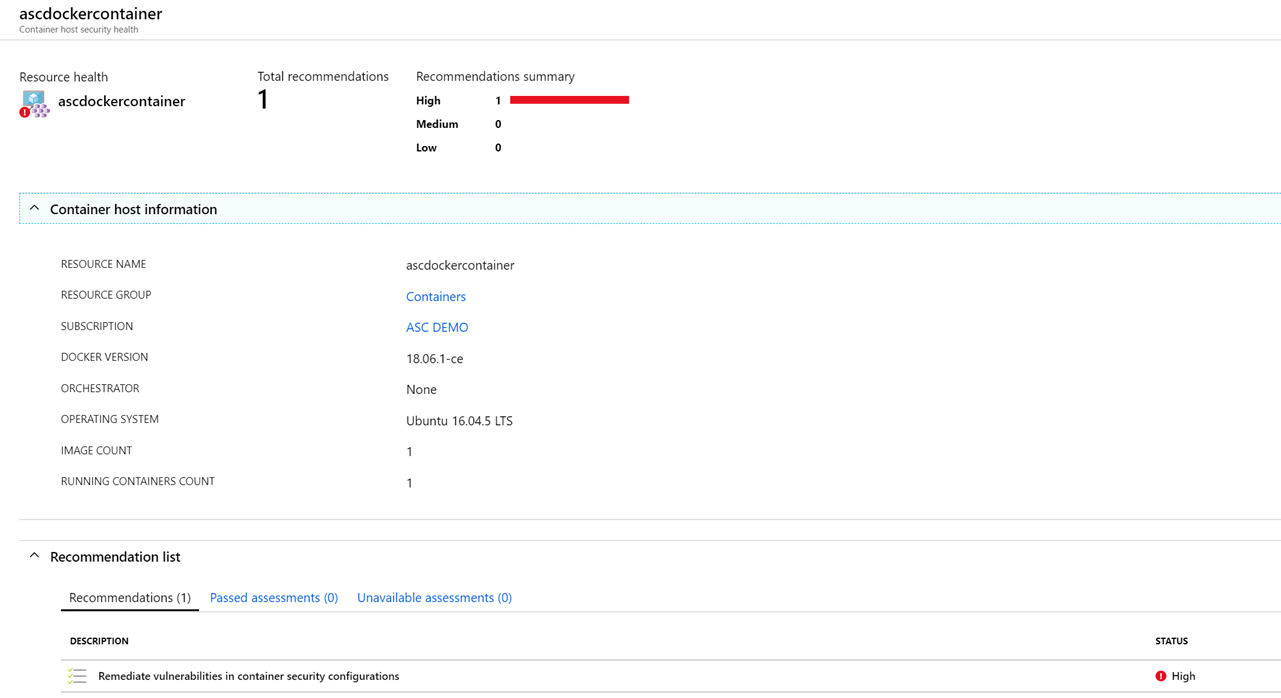 ascdockercontainer
Container host security health
Resource health
ascdockercontainer
Total recommendations
1
Recommendations summary
High 1
Medium 0
Low 0
Container host information
RESOURCE NAME ascdockercontainer
RESOURCE GROUP Containers
SUBSCRIPTION ASC DEMO
DOCKER VERSION 18.06.1-ce
ORCHESTRATOR None
OPERATING SYSTEM Ubuntu 16.04.5 LTS
IMAGE COUNT 1
RUNNING CONTAINERS COUNT 1
Recommendation list
Recommendations (1) Passed assessments (0) Unavailable assessments (0)
DESCRIPTION STATUS
Remediate vulnerabilities in container security configurations High